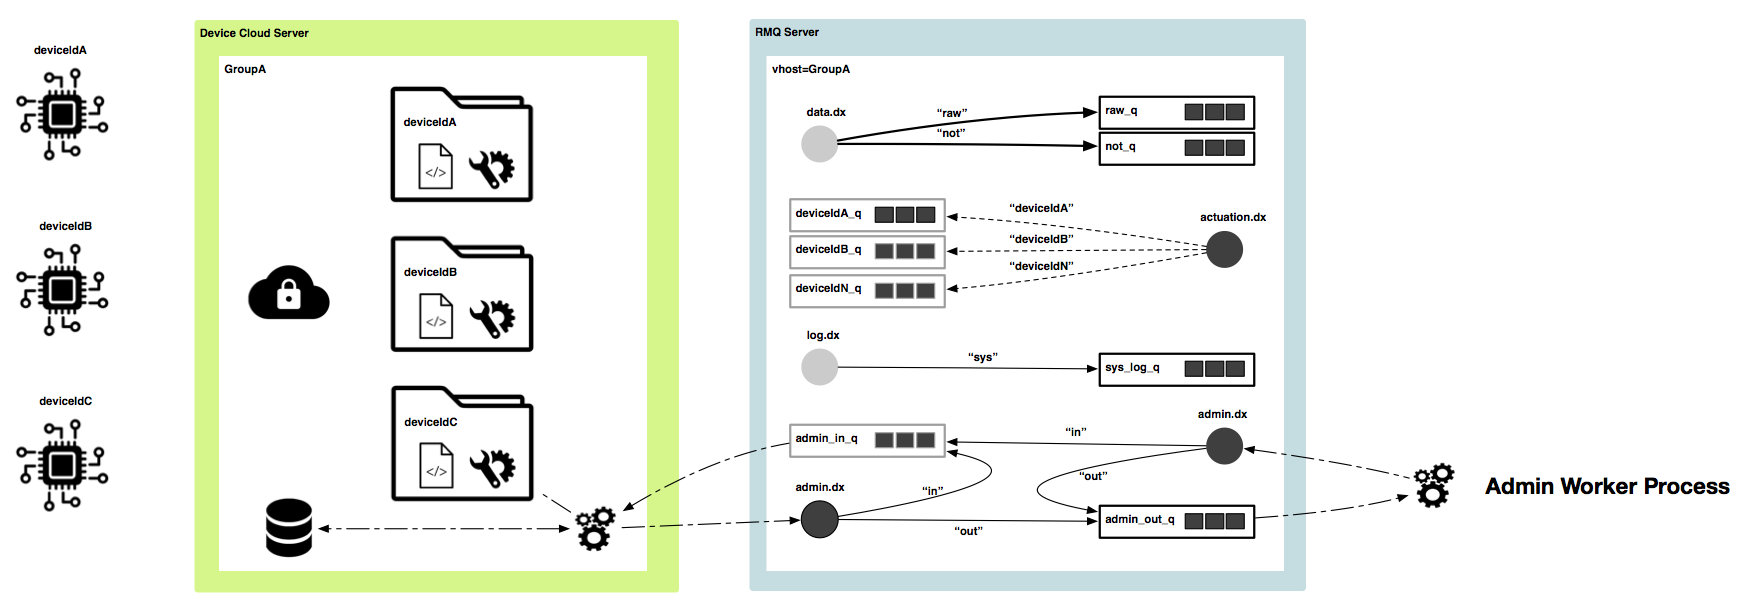 deviceIdA
deviceIdB
deviceIdC
Device Cloud Server
GroupA
deviceIdA
</>
deviceIdB
</>
deviceIdC
</>
RMQ Server
vhost=GroupA
data.dx
“raw”
“not”
raw_q
not_q
deviceIdA_q
deviceIdB_q
deviceIdN_q
“deviceIdA”
“deviceIdB”
“deviceIdN”
actuation.dx
log.dx
“sys”
sys_log_q
admin_in_q
“in”
admin.dx
“out”
admin.dx
“in”
“out”
admin_out_q
Admin Worker Process